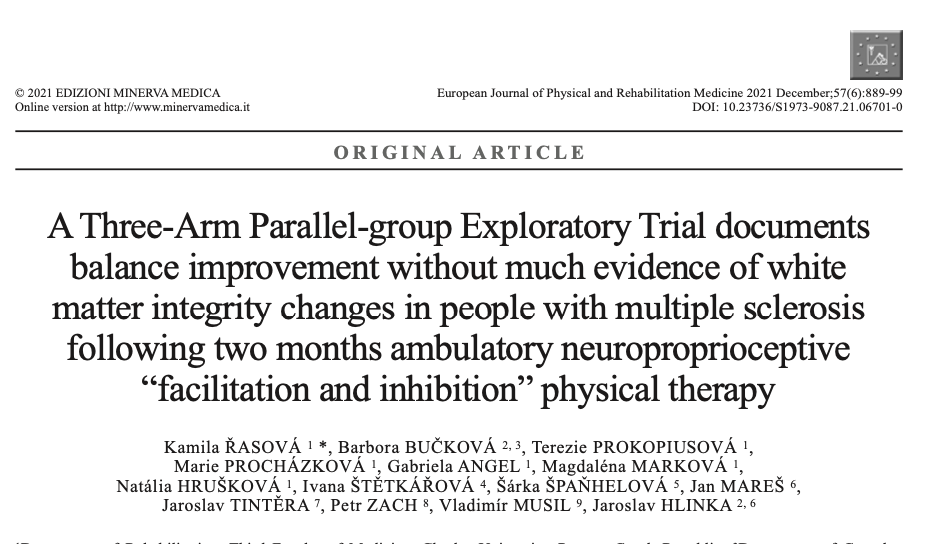 © 2021 EDIZIONI MINERVA MEDICA
Online version at http://www.minervamedica.it
European Journal of Physical and Rehabilitation Medicine 2021 December;57(6):889-99
DOI: 10.23736/S1973-9087.21.06701-0
ORIGINAL ARTICLE
A Three-Arm Parallel-group Exploratory Trial documents
balance improvement without much evidence of white
matter integrity changes in people with multiple sclerosis
following two months ambulatory neuroproprioceptive
“facilitation and inhibition” physical therapy
Kamila ŘASOVÁ 1 *, Barbora BUČKOVÁ 2, 3, Terezie PROKOPIUSOVÁ 1,
Marie PROCHÁZKOVÁ 1, Gabriela ANGEL 1, Magdaléna MARKOVÁ 1,
Natália HRUŠKOVÁ 1, Ivana ŠTĚTKÁŘOVÁ 4, Šárka ŠPAŇHELOVÁ 5, Jan MAREŠ 6,
Jaroslav TINTĚRA 7, Petr ZACH 8, Vladimír MUSIL 9, Jaroslav HLINKA 2, 6